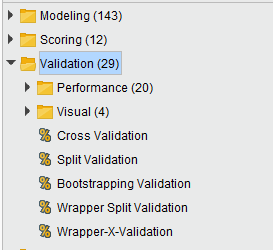 Modeling (143)
Scoring (12)
Validation (29)
Performance (20)
Visual (4)
Cross Validation
Split Validation
Bootstrapping Validation
Wrapper Split Validation
Wrapper-X-Validation